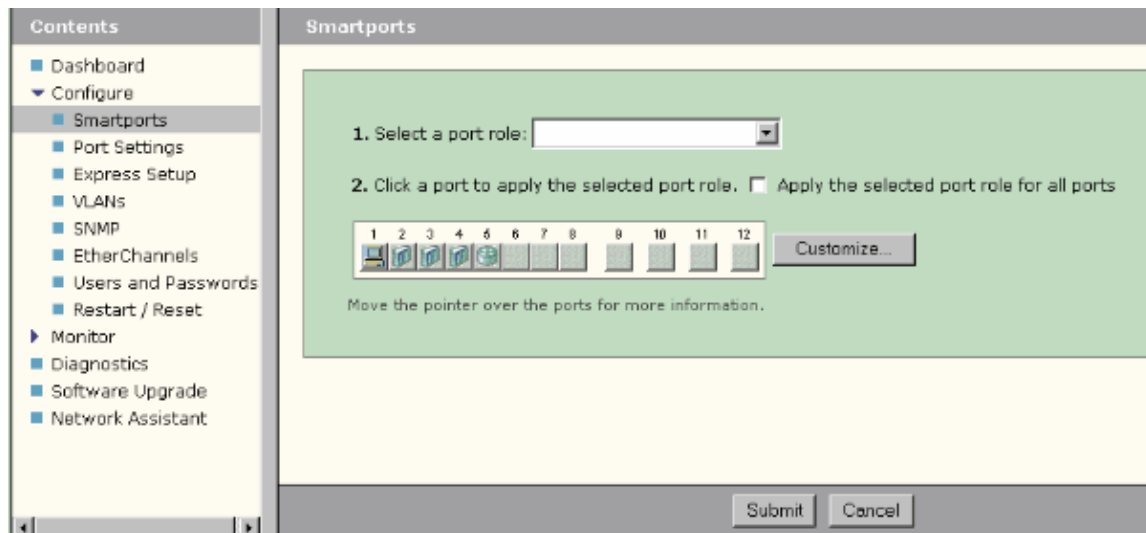 Contents
Dashboard
Configure
Smartports
Port Settings
Express Setup
VLANs
SNMP
EtherChannels
Users and Passwords
Restart / Reset
Monitor
Diagnostics
Software Upgrade
Network Assistant
Smartports
1. Select a port role:
2. Click a port to apply the selected port role. Apply the selected port role for all ports
1 2 3 4 5 6 7 8 9 10 11 12
Customize...
Move the pointer over the ports for more information.
Submit Cancel